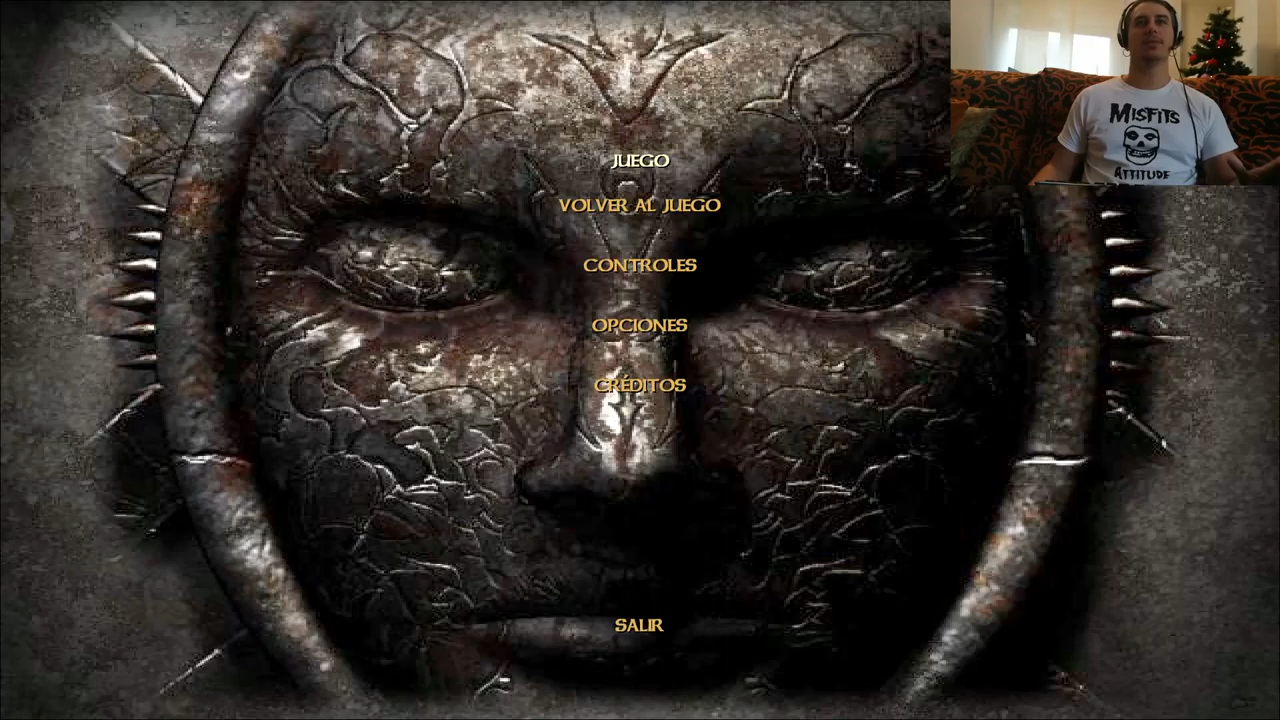 JUEGO
VOLVER AL JUEGO
CONTROLES
OPCIONES
CRÉDITOS
SALIR
MISFITS
ATTITUDE